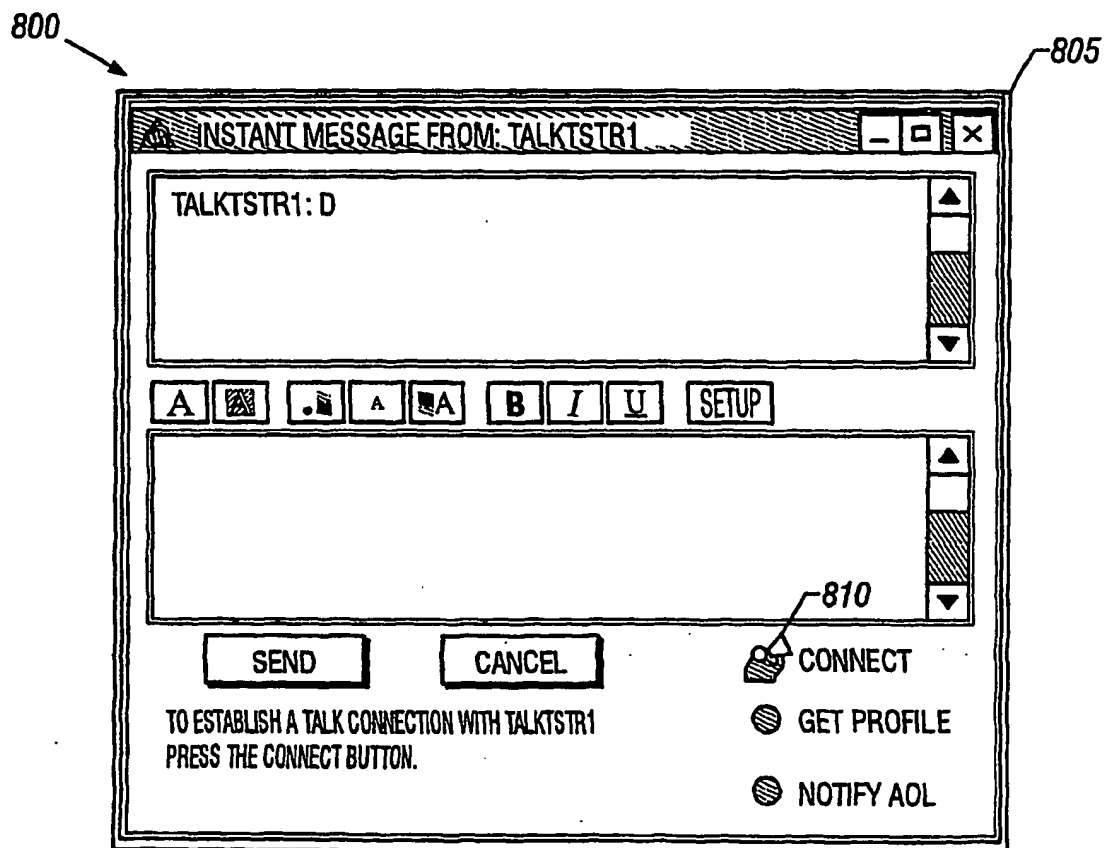 800
805
INSTANT MESSAGE FROM: TALKTSTR1
TALKTSTR1: D
A A A A B I U SETUP
810
SEND CANCEL CONNECT
TO ESTABLISH A TALK CONNECTION WITH TALKTSTR1
PRESS THE CONNECT BUTTON.
GET PROFILE
NOTIFY AOL